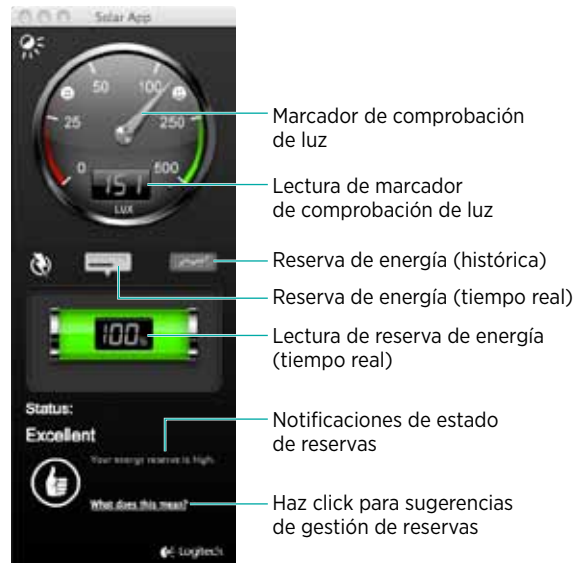 Solar App
50
100
25
250
0
500
151
LUX
100%
Status:
Excellent
Your energy reserve is high.
What does this mean?
Logitech
Marcador de comprobación
de luz
Lectura de marcador
de comprobación de luz
Reserva de energía (histórica)
Reserva de energía (tiempo real)
Lectura de reserva de energía
(tiempo real)
Notificaciones de estado
de reservas
Haz click para sugerencias
de gestión de reservas